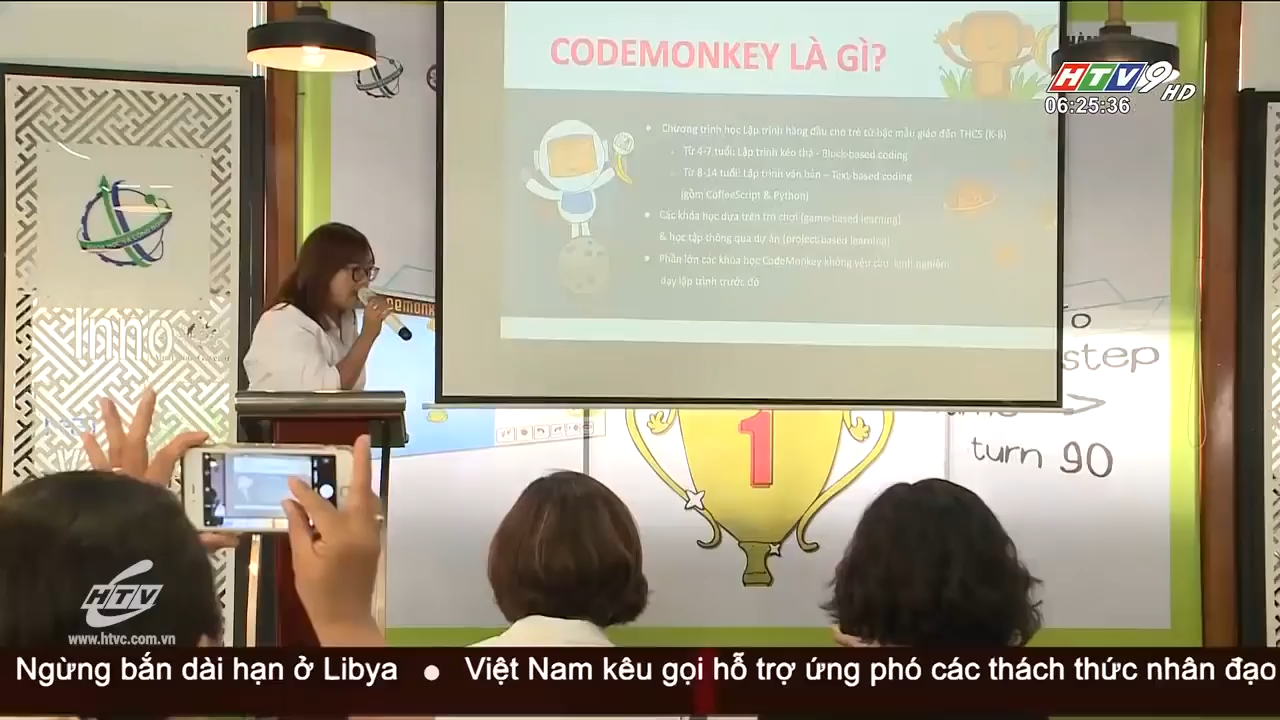 CODEMONKEY LÀ GÌ?
HTV9 HD
06:25:36
• Chương trình học Lập trình hàng đầu cho trẻ từ bậc mẫu giáo đến THCS (K-8)
- Từ 4-7 tuổi: Lập trình kéo thả - Block-based coding
- Từ 8-14 tuổi: Lập trình văn bản – Text-based coding
(gồm CoffeeScript & Python)
• Các khóa học dựa trên trò chơi (game-based learning)
& học tập thông qua dự án (project-based learning)
• Phần lớn các khóa học CodeMonkey không yêu cầu kinh nghiệm
dạy lập trình trước đó
Inno
step
turn 90
1
HTV
www.htvc.com.vn
Ngừng bắn dài hạn ở Libya ● Việt Nam kêu gọi hỗ trợ ứng phó các thách thức nhân đạo